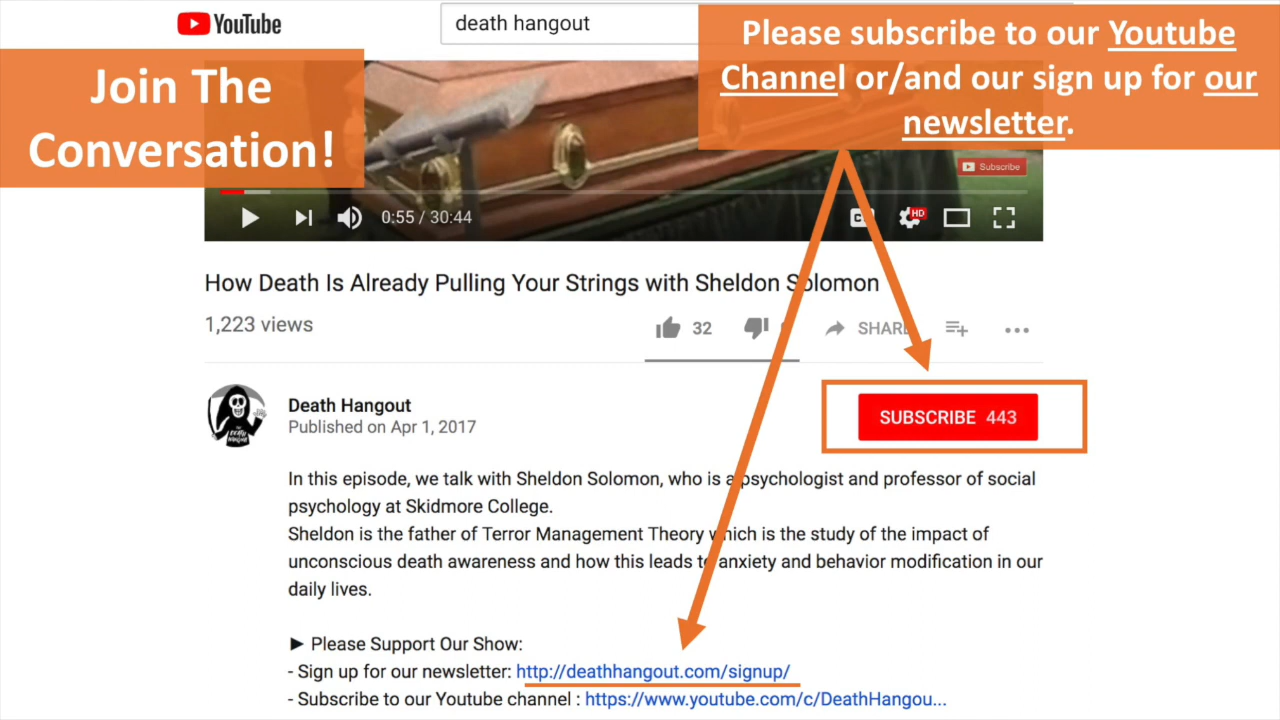 YouTube
death hangout
Join The
Conversation!
Please subscribe to our Youtube
Channel or/and our sign up for our
newsletter.
Subscribe
0:55 / 30:44
HD
How Death Is Already Pulling Your Strings with Sheldon Solomon
1,223 views
32
SHARE
Death Hangout
Published on Apr 1, 2017
SUBSCRIBE 443
In this episode, we talk with Sheldon Solomon, who is a psychologist and professor of social
psychology at Skidmore College.
Sheldon is the father of Terror Management Theory which is the study of the impact of
unconscious death awareness and how this leads to anxiety and behavior modification in our
daily lives.
► Please Support Our Show:
- Sign up for our newsletter: http://deathhangout.com/signup/
- Subscribe to our Youtube channel : https://www.youtube.com/c/DeathHangou...